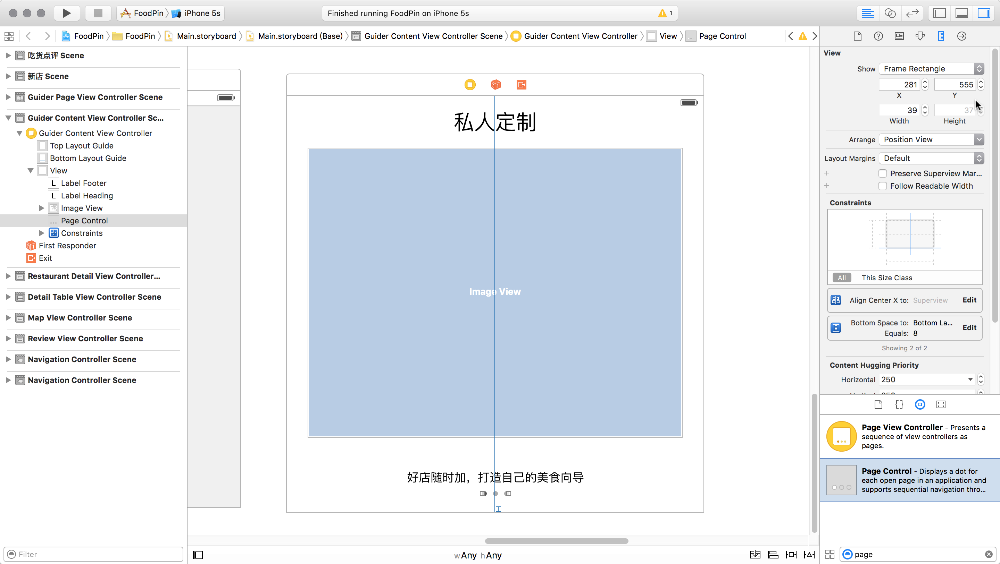 FoodPin iPhone 5s
Finished running FoodPin on iPhone 5s
1
FoodPin FoodPin Main.storyboard Main.storyboard (Base) Guider Content View Controller Scene Guider Content View Controller View Page Control
吃货点评 Scene
新店 Scene
Guider Page View Controller Scene
Guider Content View Controller Sc...
Guider Content View Controller
Top Layout Guide
Bottom Layout Guide
View
L Label Footer
L Label Heading
Image View
Page Control
Constraints
First Responder
Exit
Restaurant Detail View Controller...
Detail Table View Controller Scene
Map View Controller Scene
Review View Controller Scene
Navigation Controller Scene
Navigation Controller Scene
Filter
私人定制
Image View
好店随时加，打造自己的美食向导
wAny hAny
View
Show Frame Rectangle
281 555
X Y
39 37
Width Height
Arrange Position View
Layout Margins Default
Preserve Superview Mar...
Follow Readable Width
Constraints
All This Size Class
Align Center X to: Superview Edit
Bottom Space to: Bottom La...
Equals: 8 Edit
Showing 2 of 2
Content Hugging Priority
Horizontal 250
Page View Controller - Presents a
sequence of view controllers as
pages.
Page Control - Displays a dot for
each open page in an application and
supports sequential navigation thro...
page